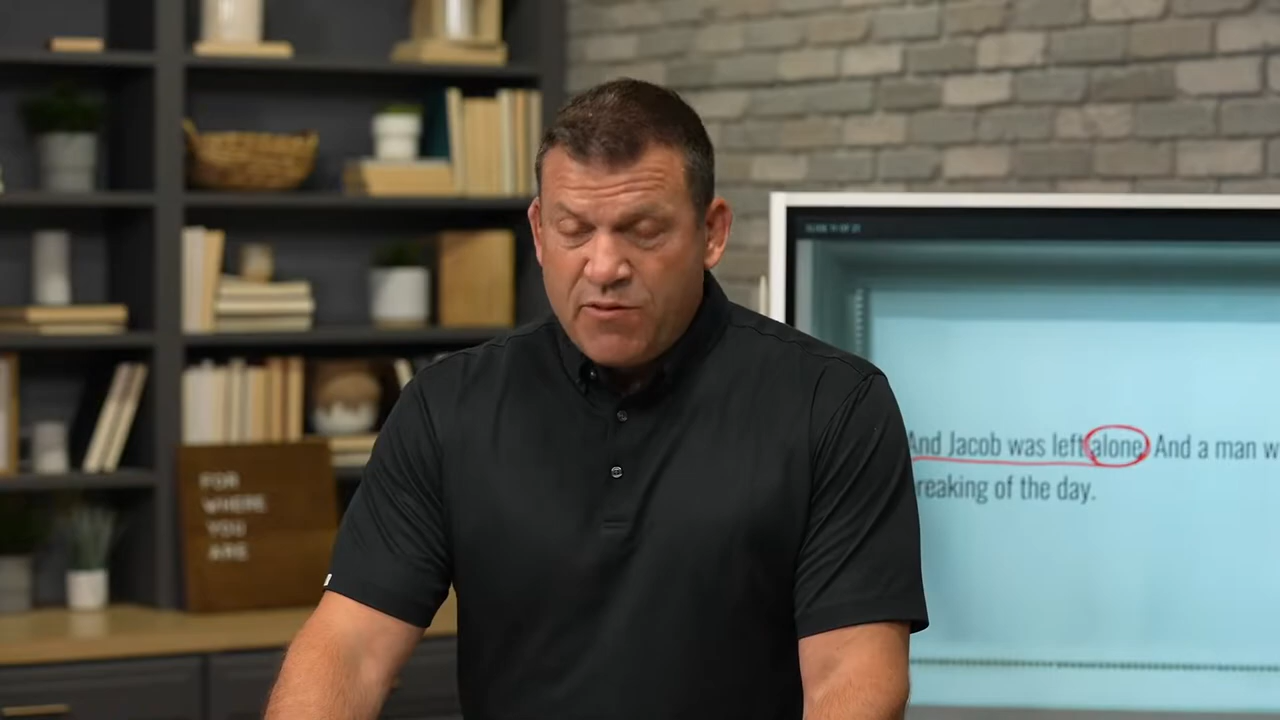 FOR
WHERE
YOU
ARE
And Jacob was left alone. And a man w
reaking of the day.